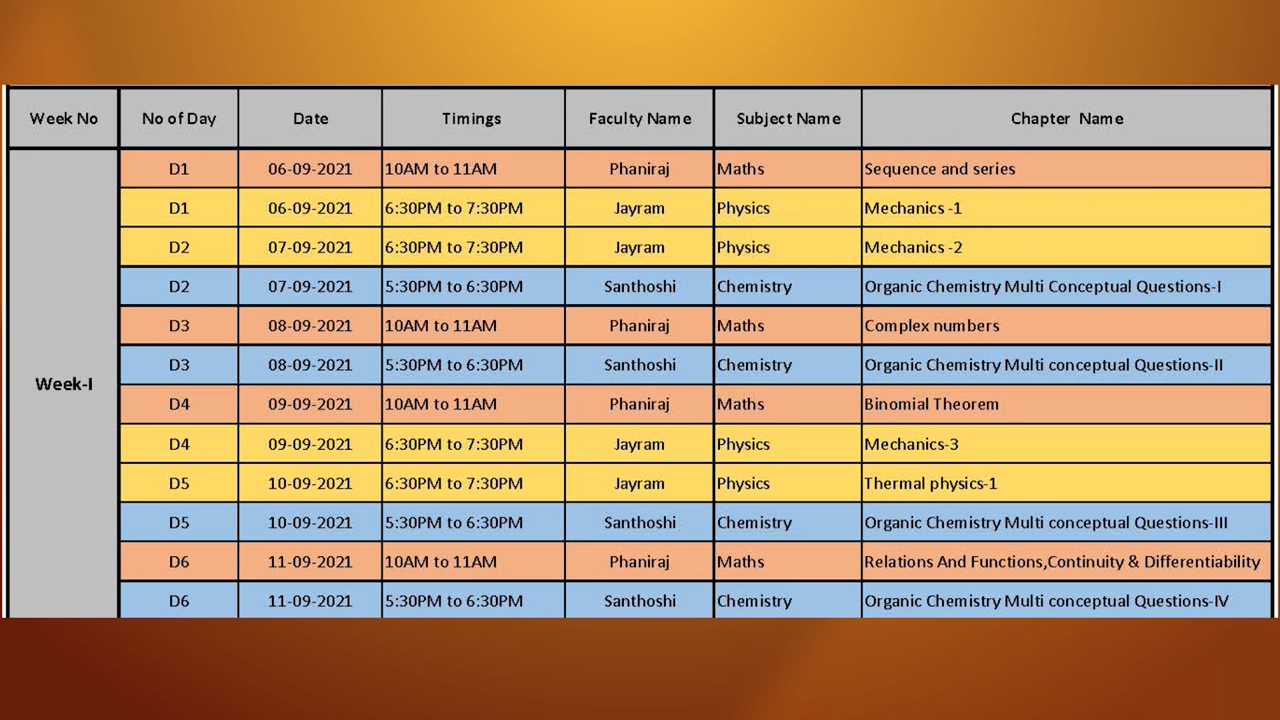 Week No No of Day Date Timings Faculty Name Subject Name Chapter Name
D1 06-09-2021 10AM to 11AM Phaniraj Maths Sequence and series
D1 06-09-2021 6:30PM to 7:30PM Jayram Physics Mechanics -1
D2 07-09-2021 6:30PM to 7:30PM Jayram Physics Mechanics -2
D2 07-09-2021 5:30PM to 6:30PM Santhoshi Chemistry Organic Chemistry Multi Conceptual Questions-I
D3 08-09-2021 10AM to 11AM Phaniraj Maths Complex numbers
D3 08-09-2021 5:30PM to 6:30PM Santhoshi Chemistry Organic Chemistry Multi conceptual Questions-II
Week-I
D4 09-09-2021 10AM to 11AM Phaniraj Maths Binomial Theorem
D4 09-09-2021 6:30PM to 7:30PM Jayram Physics Mechanics-3
D5 10-09-2021 6:30PM to 7:30PM Jayram Physics Thermal physics-1
D5 10-09-2021 5:30PM to 6:30PM Santhoshi Chemistry Organic Chemistry Multi conceptual Questions-III
D6 11-09-2021 10AM to 11AM Phaniraj Maths Relations And Functions,Continuity & Differentiability
D6 11-09-2021 5:30PM to 6:30PM Santhoshi Chemistry Organic Chemistry Multi conceptual Questions-IV